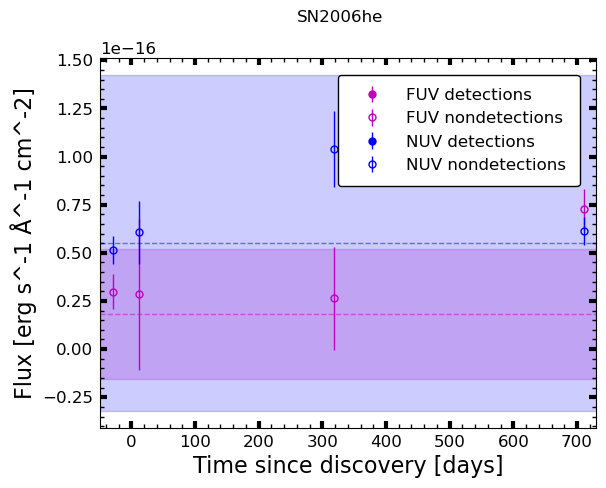 SN2006he
1e−16
1.50
1.25
1.00
0.75
0.50
0.25
0.00
−0.25
Flux [erg s^-1 Å^-1 cm^-2]
FUV detections
FUV nondetections
NUV detections
NUV nondetections
0 100 200 300 400 500 600 700
Time since discovery [days]